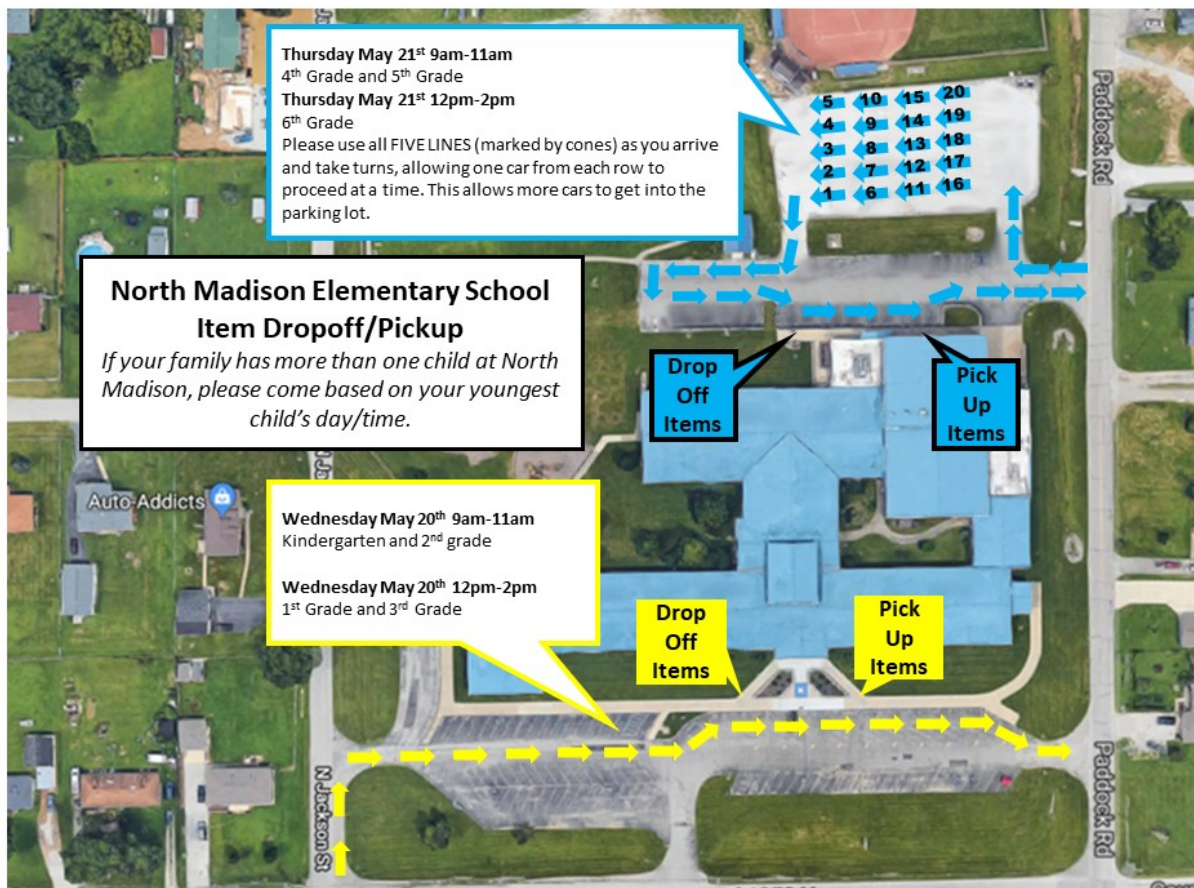 Thursday May 21st 9am-11am
4th Grade and 5th Grade
Thursday May 21st 12pm-2pm
6th Grade
Please use all FIVE LINES (marked by cones) as you arrive
and take turns, allowing one car from each row to
proceed at a time. This allows more cars to get into the
parking lot.
5 10 15 20
4 9 14 19
3 8 13 18
2 7 12 17
1 6 11 16
Paddock Rd
North Madison Elementary School
Item Dropoff/Pickup
If your family has more than one child at North
Madison, please come based on your youngest
child's day/time.
Drop
Off
Items
Pick
Up
Items
Auto-Addicts
Wednesday May 20th 9am-11am
Kindergarten and 2nd grade
Wednesday May 20th 12pm-2pm
1st Grade and 3rd Grade
Drop
Off
Items
Pick
Up
Items
N Jackson St
Paddock Rd